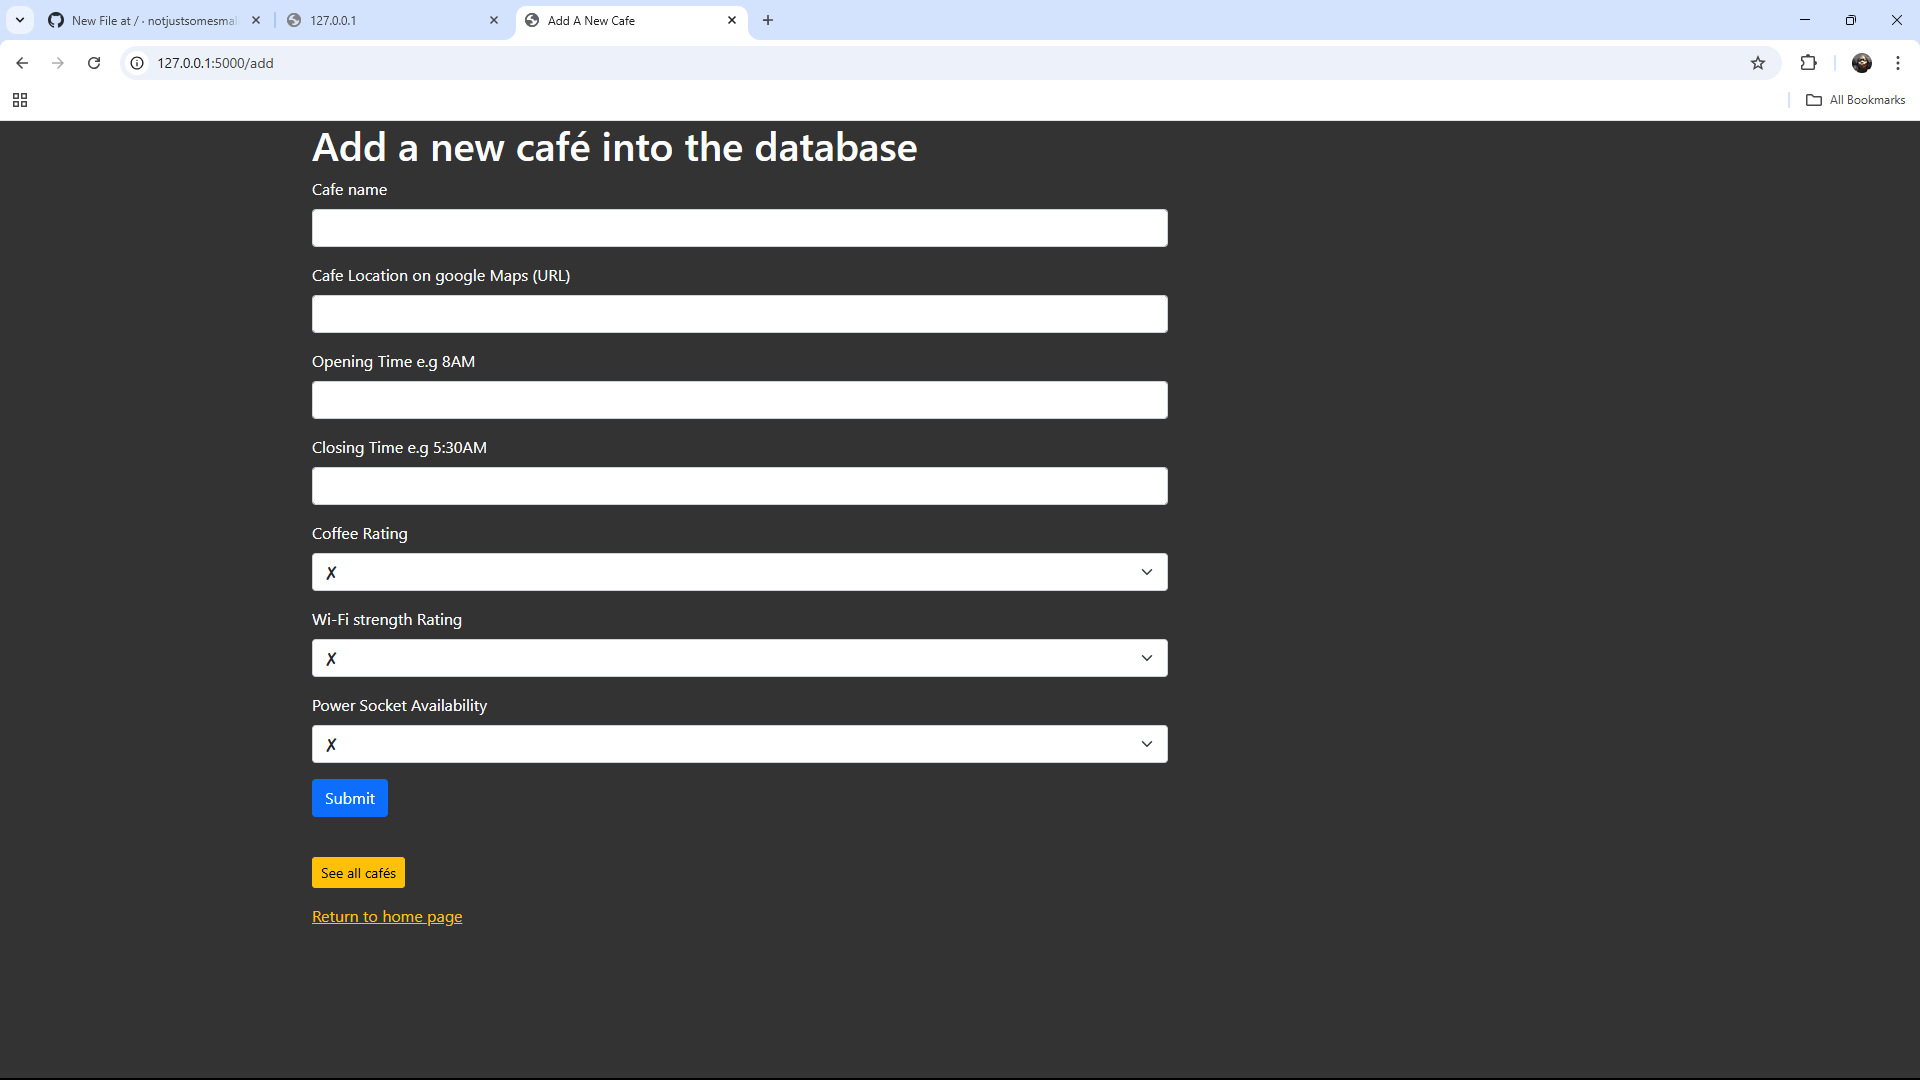 New File at / · notjustsomesmal
127.0.0.1
Add A New Cafe
127.0.0.1:5000/add
All Bookmarks
Add a new café into the database
Cafe name
Cafe Location on google Maps (URL)
Opening Time e.g 8AM
Closing Time e.g 5:30AM
Coffee Rating
✗
Wi-Fi strength Rating
✗
Power Socket Availability
✗
Submit
See all cafés
Return to home page